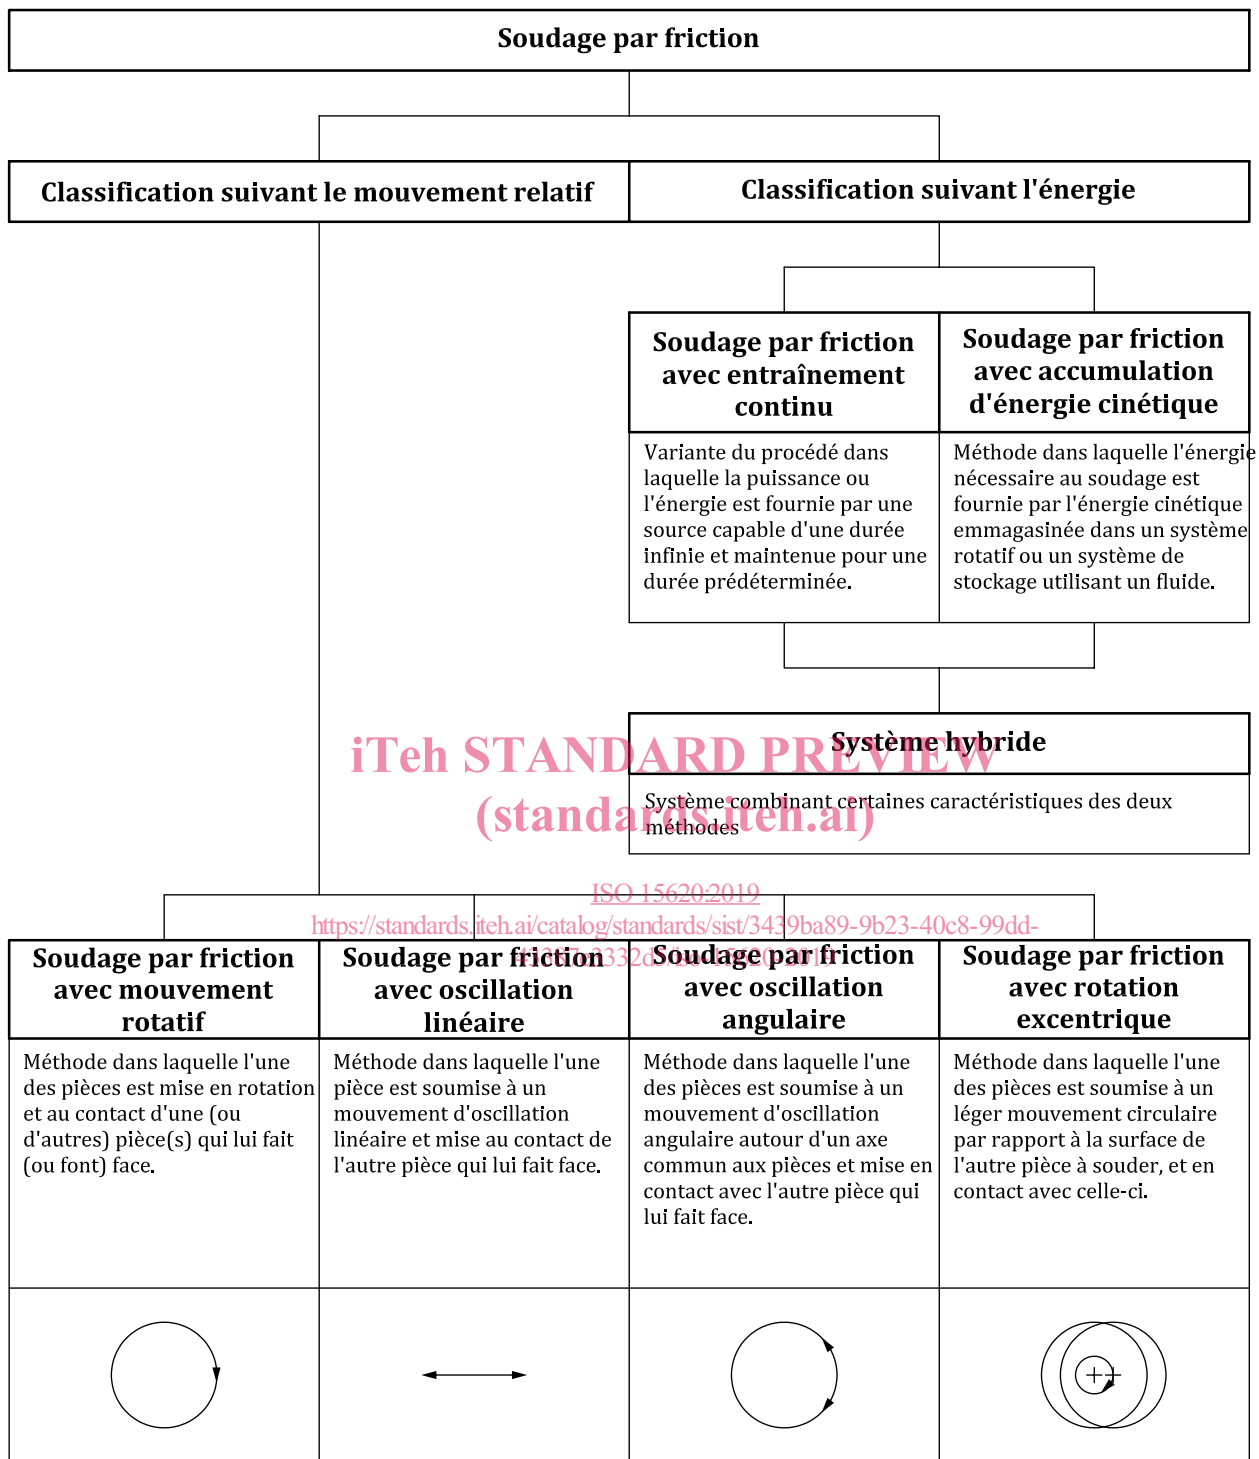 Soudage par friction
Classification suivant le mouvement relatif
Classification suivant l'énergie
Soudage par friction
avec entraînement
continu
Soudage par friction
avec accumulation
d'énergie cinétique
Variante du procédé dans
laquelle la puissance ou
l'énergie est fournie par une
source capable d'une durée
infinie et maintenue pour une
durée prédéterminée.
Méthode dans laquelle l'énergie
nécessaire au soudage est
fournie par l'énergie cinétique
emmagasinée dans un système
rotatif ou un système de
stockage utilisant un fluide.
Système hybride
iTeh STANDARD PREVIEW
Système combinant certaines caractéristiques des deux
méthodes
(standards.iteh.ai)
ISO 15620:2019
https://standards.iteh.ai/catalog/standards/sist/3439ba89-9b23-40c8-99dd-
Soudage par friction
avec mouvement
rotatif
Soudage par friction
avec oscillation
linéaire
Soudage par friction
avec oscillation
angulaire
Soudage par friction
avec rotation
excentrique
Méthode dans laquelle l'une
des pièces est mise en rotation
et au contact d'une (ou
d'autres) pièce(s) qui lui fait
(ou font) face.
Méthode dans laquelle l'une
pièce est soumise à un
mouvement d'oscillation
linéaire et mise au contact de
l'autre pièce qui lui fait face.
Méthode dans laquelle l'une
des pièces est soumise à un
mouvement d'oscillation
angulaire autour d'un axe
commun aux pièces et mise en
contact avec l'autre pièce qui
lui fait face.
Méthode dans laquelle l'une
des pièces est soumise à un
léger mouvement circulaire
par rapport à la surface de
l'autre pièce à souder, et en
contact avec celle-ci.